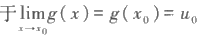 于lim g(x)=g(x₀)=u₀
x→x₀